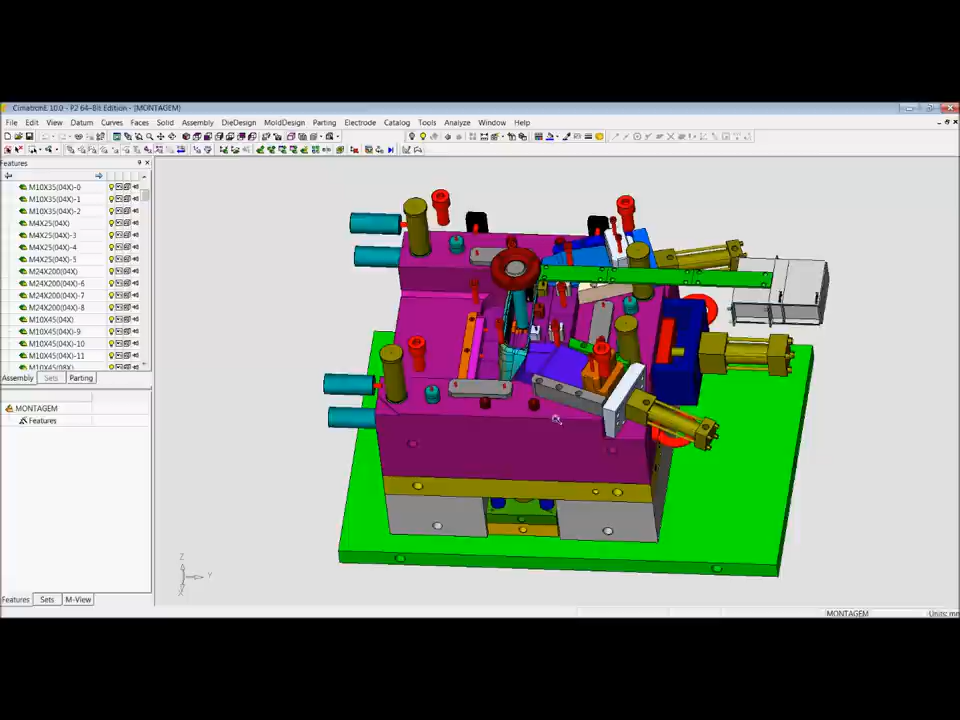 CimatronE 10.0 - P2 64-Bit Edition - [MONTAGEM]
File Edit View Datum Curves Faces Solid Assembly DieDesign MoldDesign Parting Electrode Catalog Tools Analyze Window Help
Features
M10X35(04X)-0
M10X35(04X)-1
M10X35(04X)-2
M4X25(04X)
M4X25(04X)-3
M4X25(04X)-4
M4X25(04X)-5
M24X200(04X)
M24X200(04X)-6
M24X200(04X)-7
M24X200(04X)-8
M10X45(04X)
M10X45(04X)-9
M10X45(04X)-10
M10X45(04X)-11
M10X45(08X)
Assembly Sets Parting
MONTAGEM
Features
Z
Y
X
Features Sets M-View
MONTAGEM Units: mm